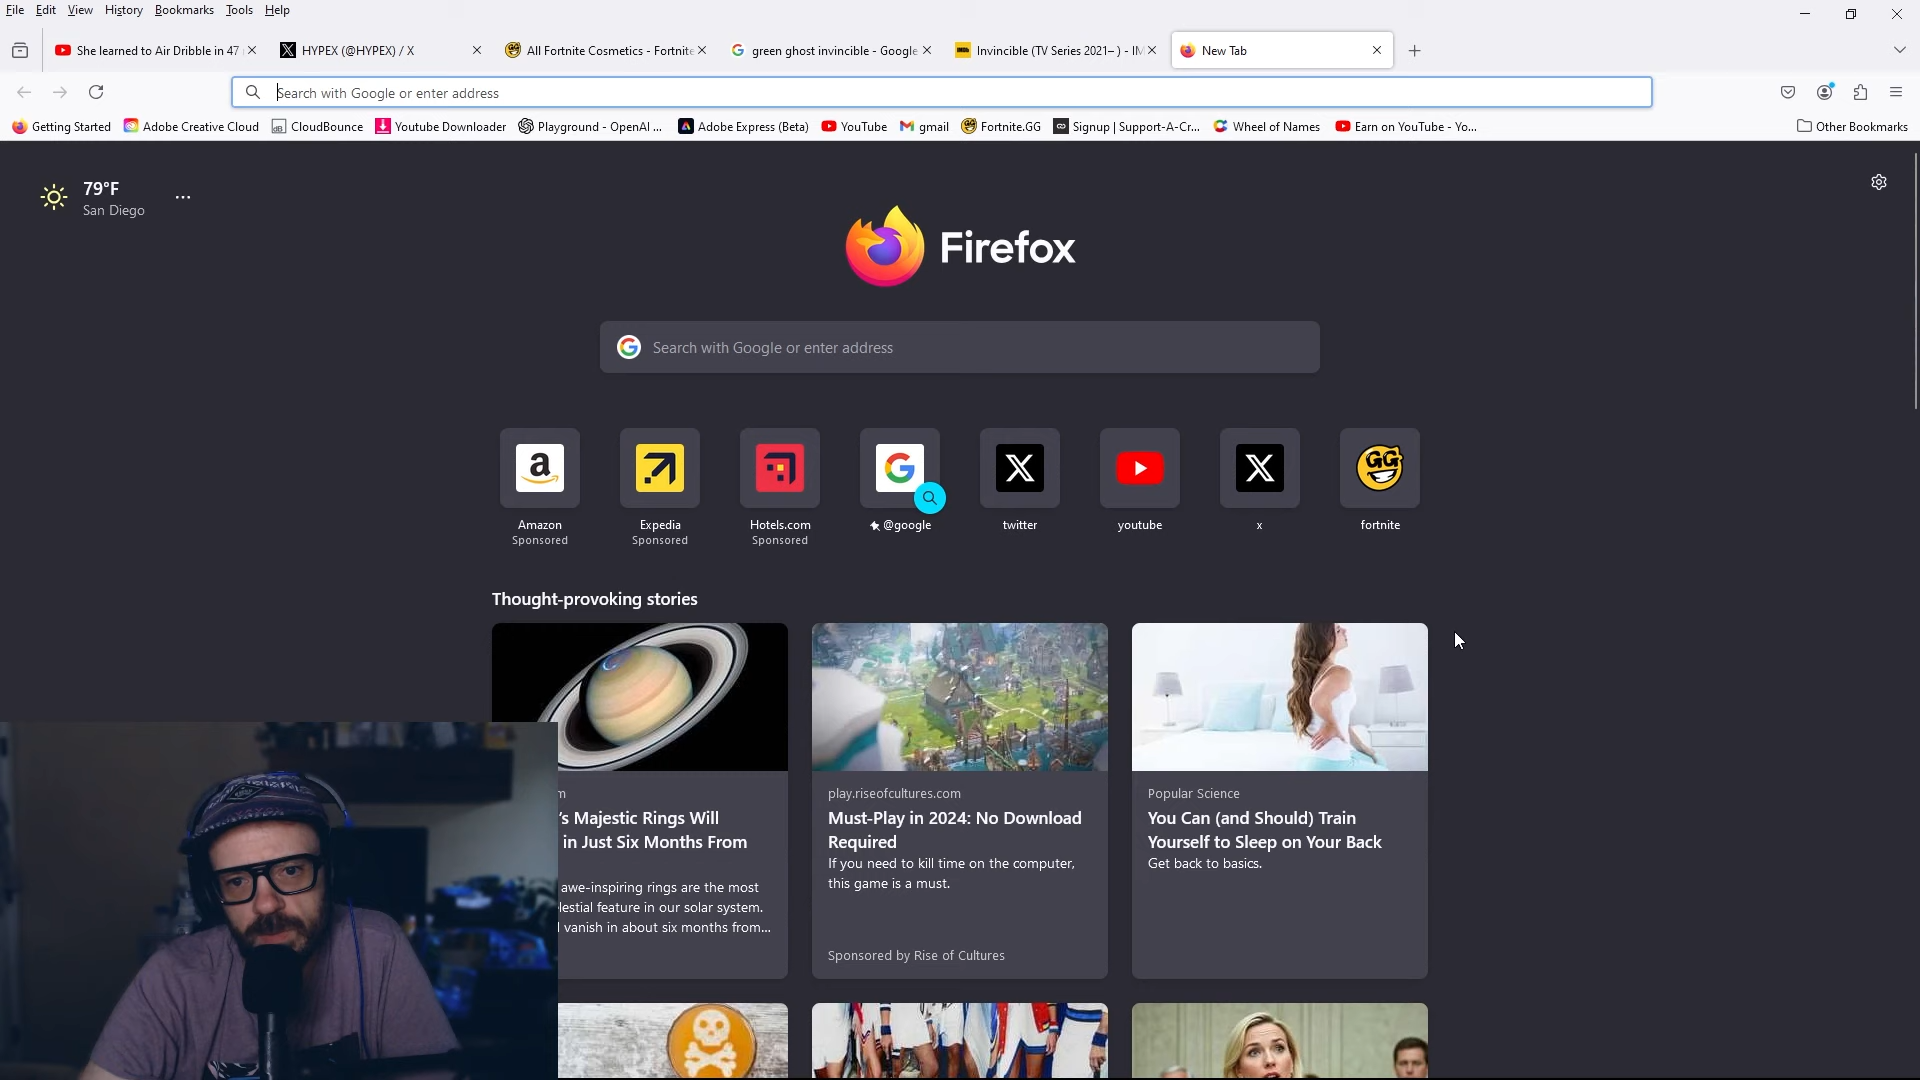 File Edit View History Bookmarks Tools Help
She learned to Air Dribble in 47
HYPEX (@HYPEX) / X
All Fortnite Cosmetics - Fortnite
green ghost invincible - Google
Invincible (TV Series 2021– ) - IM
New Tab
Search with Google or enter address
Getting Started
Adobe Creative Cloud
CloudBounce
Youtube Downloader
Playground - OpenAI ...
Adobe Express (Beta)
YouTube
gmail
Fortnite.GG
Signup | Support-A-Cr...
Wheel of Names
Earn on YouTube - Yo...
Other Bookmarks
79°F
San Diego
Firefox
Search with Google or enter address
Amazon
Sponsored
Expedia
Sponsored
Hotels.com
Sponsored
@google
twitter
youtube
x
GG
fortnite
Thought-provoking stories
m
's Majestic Rings Will
in Just Six Months From
awe-inspiring rings are the most
lestial feature in our solar system.
vanish in about six months from...
play.riseofcultures.com
Must-Play in 2024: No Download
Required
If you need to kill time on the computer,
this game is a must.
Sponsored by Rise of Cultures
Popular Science
You Can (and Should) Train
Yourself to Sleep on Your Back
Get back to basics.